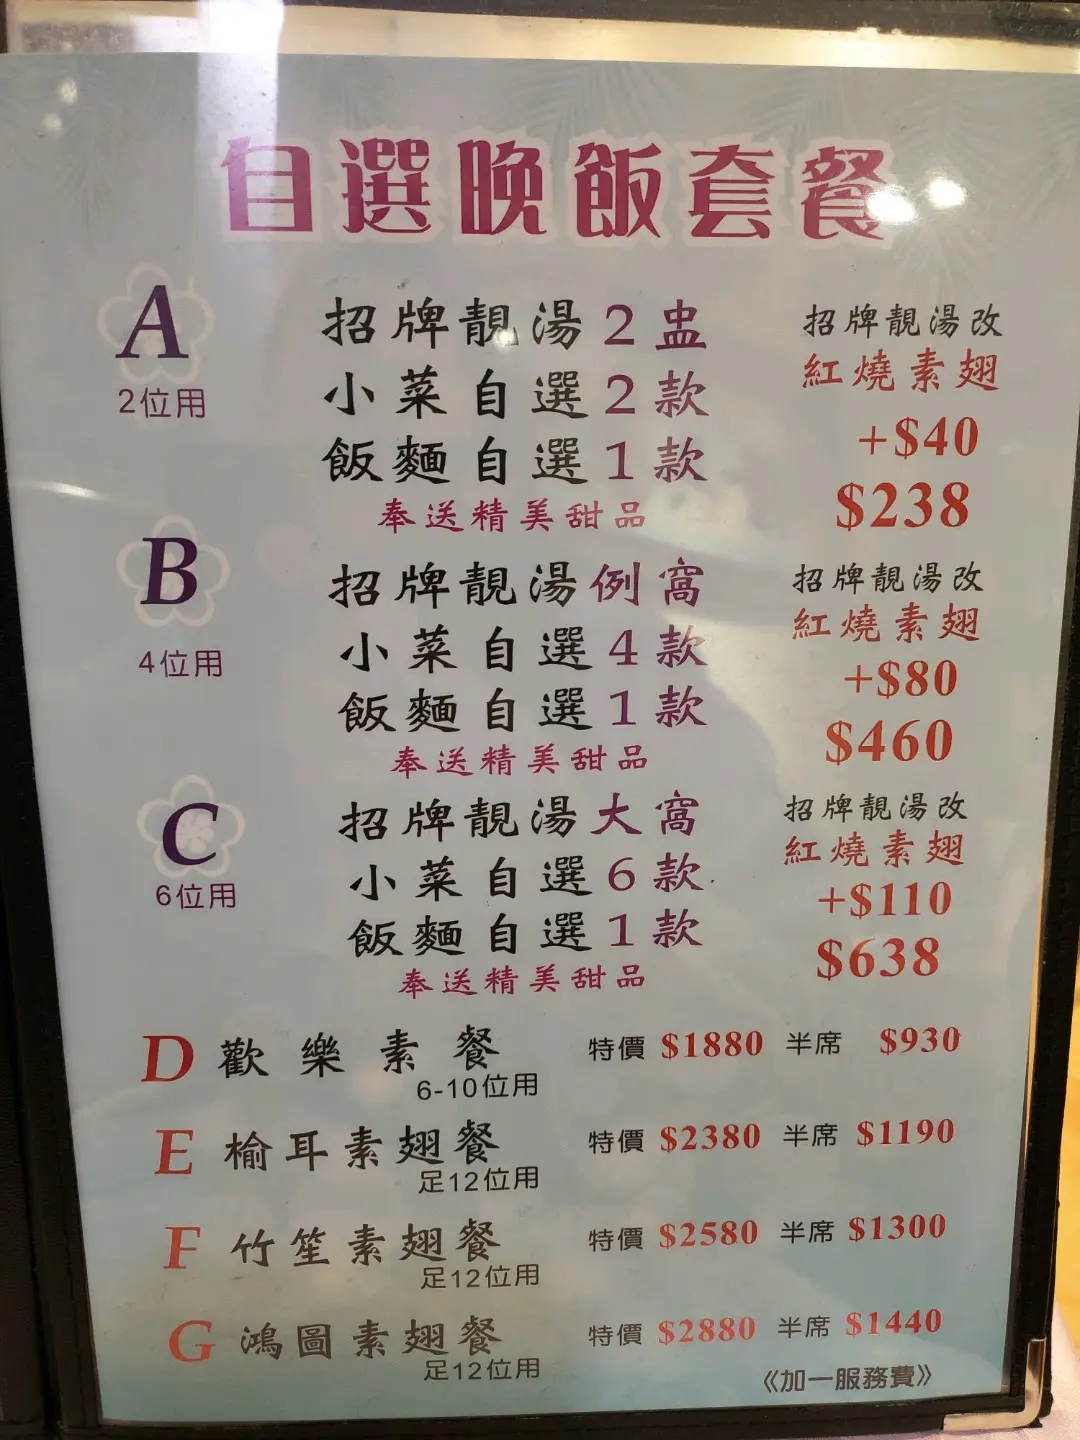 自選晚飯套餐
A
2位用
招牌靚湯2盅
小菜自選2款
飯麵自選1款
奉送精美甜品
招牌靚湯改
紅燒素翅
+$40
$238
B
4位用
招牌靚湯例窩
小菜自選4款
飯麵自選1款
奉送精美甜品
招牌靚湯改
紅燒素翅
+$80
$460
C
6位用
招牌靚湯大窩
小菜自選6款
飯麵自選1款
奉送精美甜品
招牌靚湯改
紅燒素翅
+$110
$638
D 歡樂素餐 特價 $1880 半席 $930
6-10位用
E 榆耳素翅餐 特價 $2380 半席 $1190
足12位用
F 竹笙素翅餐 特價 $2580 半席 $1300
足12位用
G 鴻圖素翅餐 特價 $2880 半席 $1440
足12位用
《加一服務費》